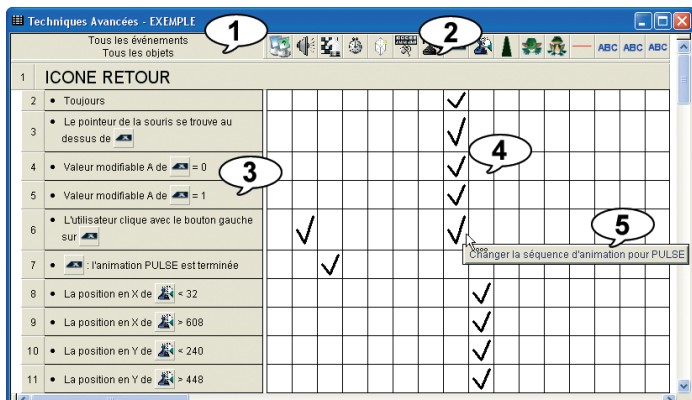 Techniques Avancées - EXEMPLE
1
2
Tous les événements
Tous les objets
ABC ABC ABC
1 ICONE RETOUR
2 • Toujours
3 • Le pointeur de la souris se trouve au
dessus de
4 • Valeur modifiable A de = 0
3
4
5 • Valeur modifiable A de = 1
6 • L'utilisateur clique avec le bouton gauche
sur
5
Changer la séquence d'animation pour PULSE
7 • : l'animation PULSE est terminée
8 • La position en X de < 32
9 • La position en X de > 608
10 • La position en Y de < 240
11 • La position en Y de > 448